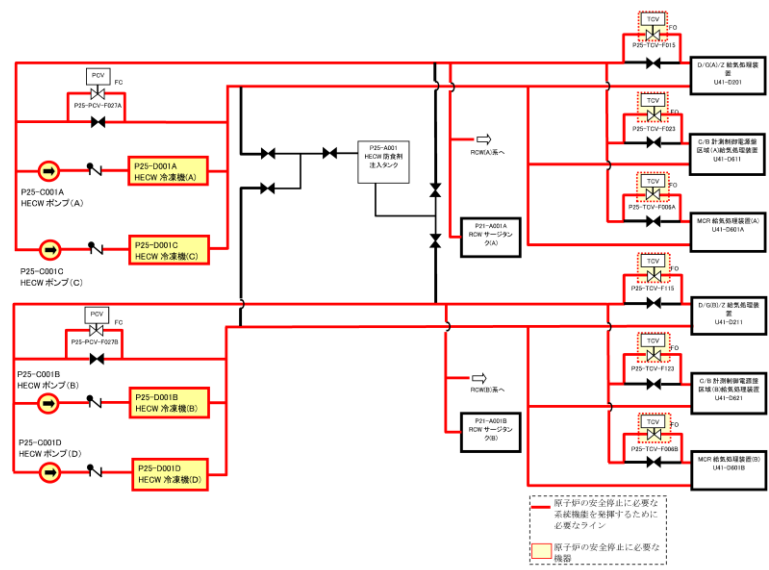 TCV
FO
P25-TCV-F015
D/G(A)/Z 給気処理装
置
U41-D201
PCV
FC
P25-PCV-F027A
TCV
FO
P25-TCV-F023
C/B 計測制御電源盤
区域(A)給気処理装置
U41-D611
P25-A001
HECW 防食剤
注入タンク
RCW(A)系へ
P25-C001A
HECW ポンプ(A)
P25-D001A
HECW 冷凍機(A)
TCV
FO
P25-TCV-F006A
MCR 給気処理装置(A)
U41-D601A
P21-A001A
RCW サージタン
ク(A)
P25-C001C
HECW ポンプ(C)
P25-D001C
HECW 冷凍機(C)
TCV
FO
P25-TCV-F115
D/G(B)/Z 給気処理装
置
U41-D211
PCV
FC
P25-PCV-F027B
TCV
FO
P25-TCV-F123
C/B 計測制御電源盤
区域(B)給気処理装置
U41-D621
RCW(B)系へ
P25-C001B
HECW ポンプ(B)
P25-D001B
HECW 冷凍機(B)
P21-A001B
RCW サージタン
ク(B)
TCV
FO
P25-TCV-F006B
MCR 給気処理装置(B)
U41-D601B
P25-C001D
HECW ポンプ(D)
P25-D001D
HECW 冷凍機(D)
原子炉の安全停止に必要な
系統機能を発揮するために
必要なライン
原子炉の安全停止に必要な
機器